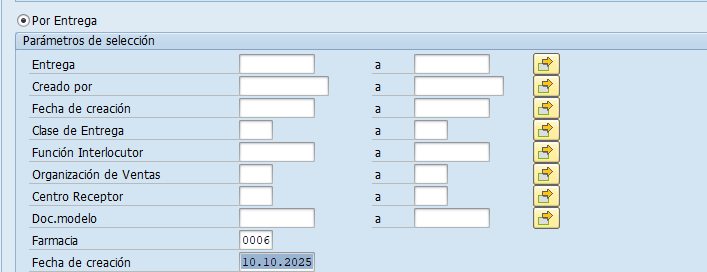 Por Entrega
Parámetros de selección
Entrega a
Creado por a
Fecha de creación a
Clase de Entrega a
Función Interlocutor a
Organización de Ventas a
Centro Receptor a
Doc.modelo a
Farmacia 0006
Fecha de creación 10.10.2025